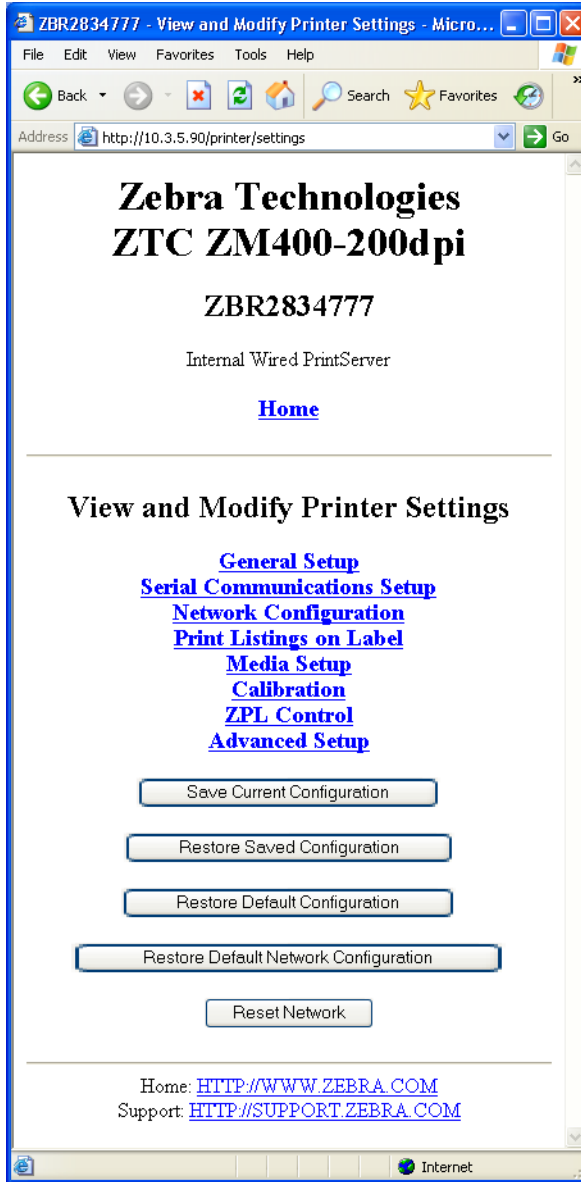 ZBR2834777 - View and Modify Printer Settings - Micro...
File Edit View Favorites Tools Help
Back Search Favorites »
Address http://10.3.5.90/printer/settings Go
Zebra Technologies
ZTC ZM400-200dpi
ZBR2834777
Internal Wired PrintServer
Home
View and Modify Printer Settings
General Setup
Serial Communications Setup
Network Configuration
Print Listings on Label
Media Setup
Calibration
ZPL Control
Advanced Setup
Save Current Configuration
Restore Saved Configuration
Restore Default Configuration
Restore Default Network Configuration
Reset Network
Home: HTTP://WWW.ZEBRA.COM
Support: HTTP://SUPPORT.ZEBRA.COM
Internet